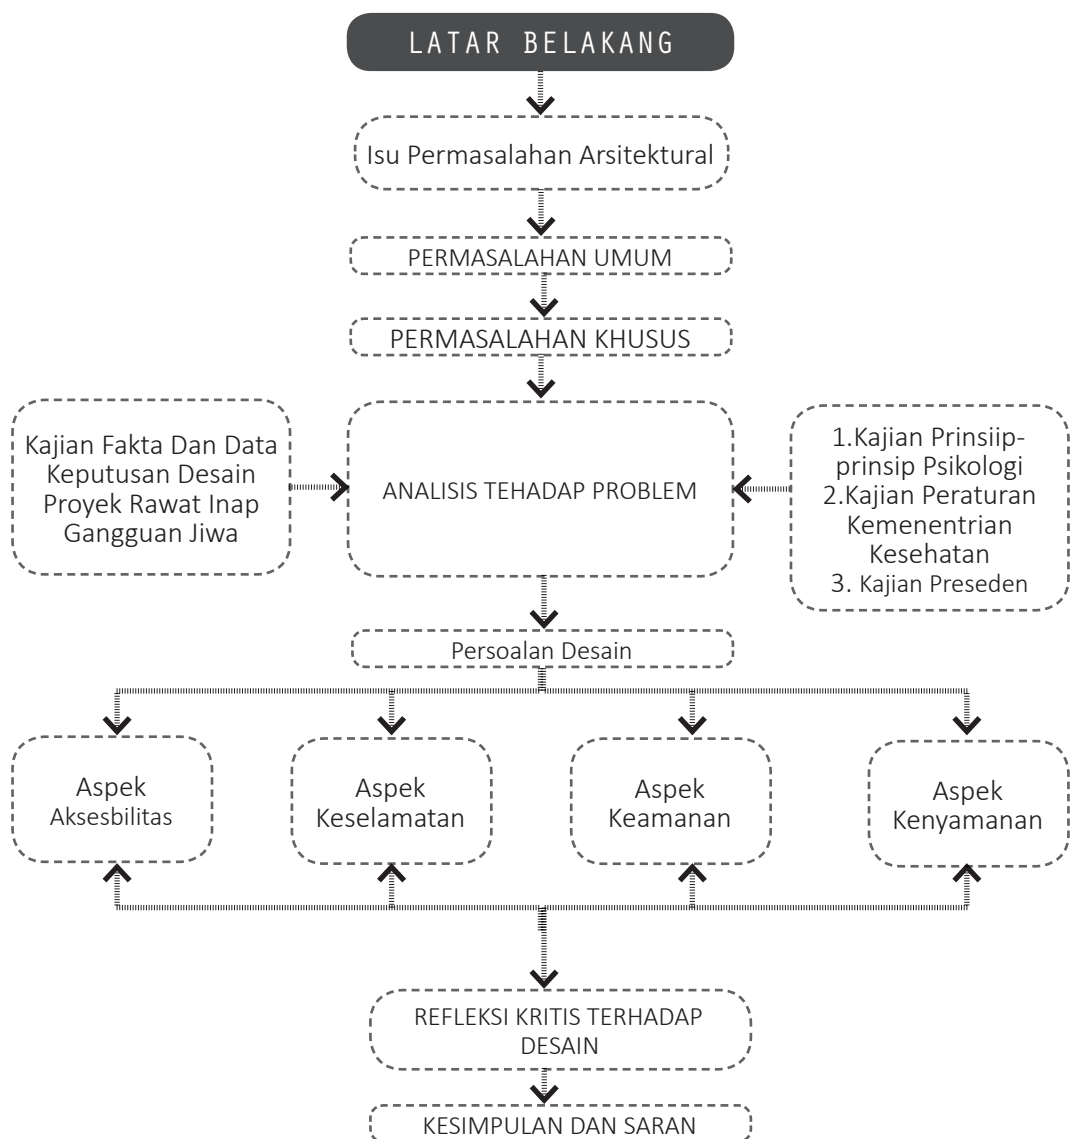 LATAR BELAKANG
Isu Permasalahan Arsitektural
PERMASALAHAN UMUM
PERMASALAHAN KHUSUS
Kajian Fakta Dan Data
Keputusan Desain
Proyek Rawat Inap
Gangguan Jiwa
ANALISIS TEHADAP PROBLEM
1.Kajian Prinsiip-
prinsip Psikologi
2.Kajian Peraturan
Kemenentrian
Kesehatan
3. Kajian Preseden
Persoalan Desain
Aspek
Aksesbilitas
Aspek
Keselamatan
Aspek
Keamanan
Aspek
Kenyamanan
REFLEKSI KRITIS TERHADAP
DESAIN
KESIMPULAN DAN SARAN